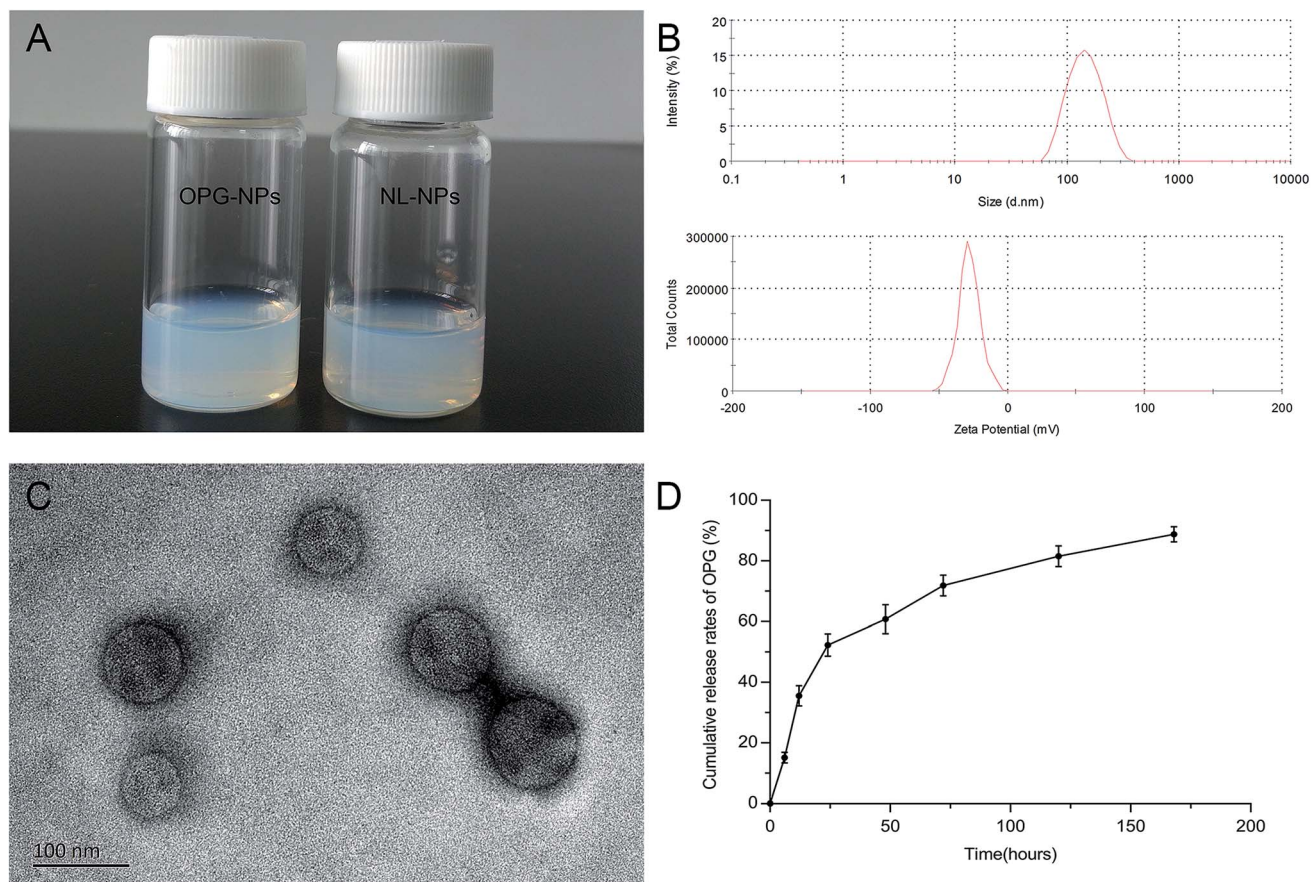 A
OPG-NPs
NL-NPs
B
20
15
10
5
0
Intensity (%)
0.1
1
10
100
1000
10000
Size (d.nm)
300000
200000
100000
0
Total Counts
-200
-100
0
100
200
Zeta Potential (mV)
C
100 nm
D
100
80
60
40
20
0
Cumulative release rates of OPG (%)
0
50
100
150
200
Time(hours)